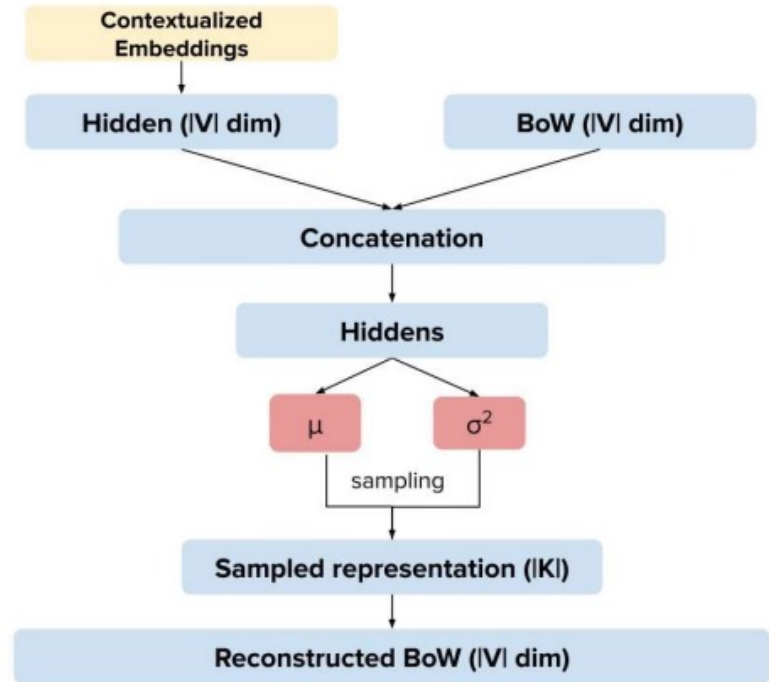 Contextualized
Embeddings
Hidden (|V| dim)
BoW (|V| dim)
Concatenation
Hiddens
μ
σ²
sampling
Sampled representation (|K|)
Reconstructed BoW (|V| dim)